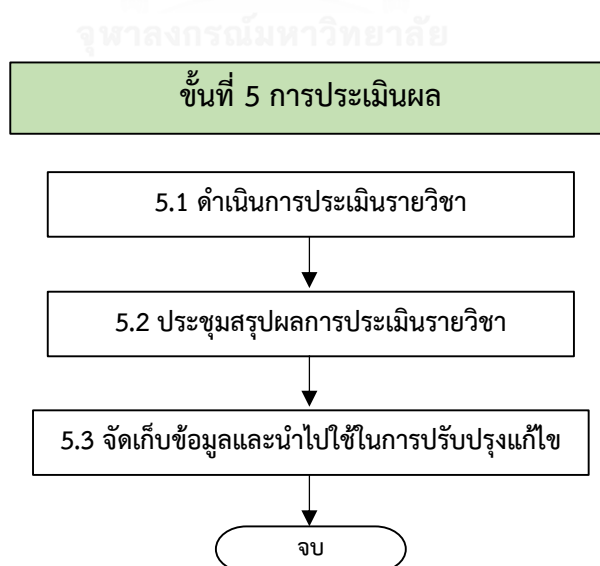 จุฬาลงกรณ์มหาวิทยาลัย
ขั้นที่ 5 การประเมินผล
5.1 ดำเนินการประเมินรายวิชา
5.2 ประชุมสรุปผลการประเมินรายวิชา
5.3 จัดเก็บข้อมูลและนำไปใช้ในการปรับปรุงแก้ไข
จบ